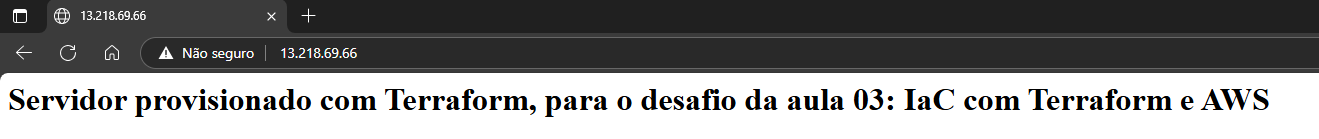 13.218.69.66
Não seguro 13.218.69.66
Servidor provisionado com Terraform, para o desafio da aula 03: IaC com Terraform e AWS